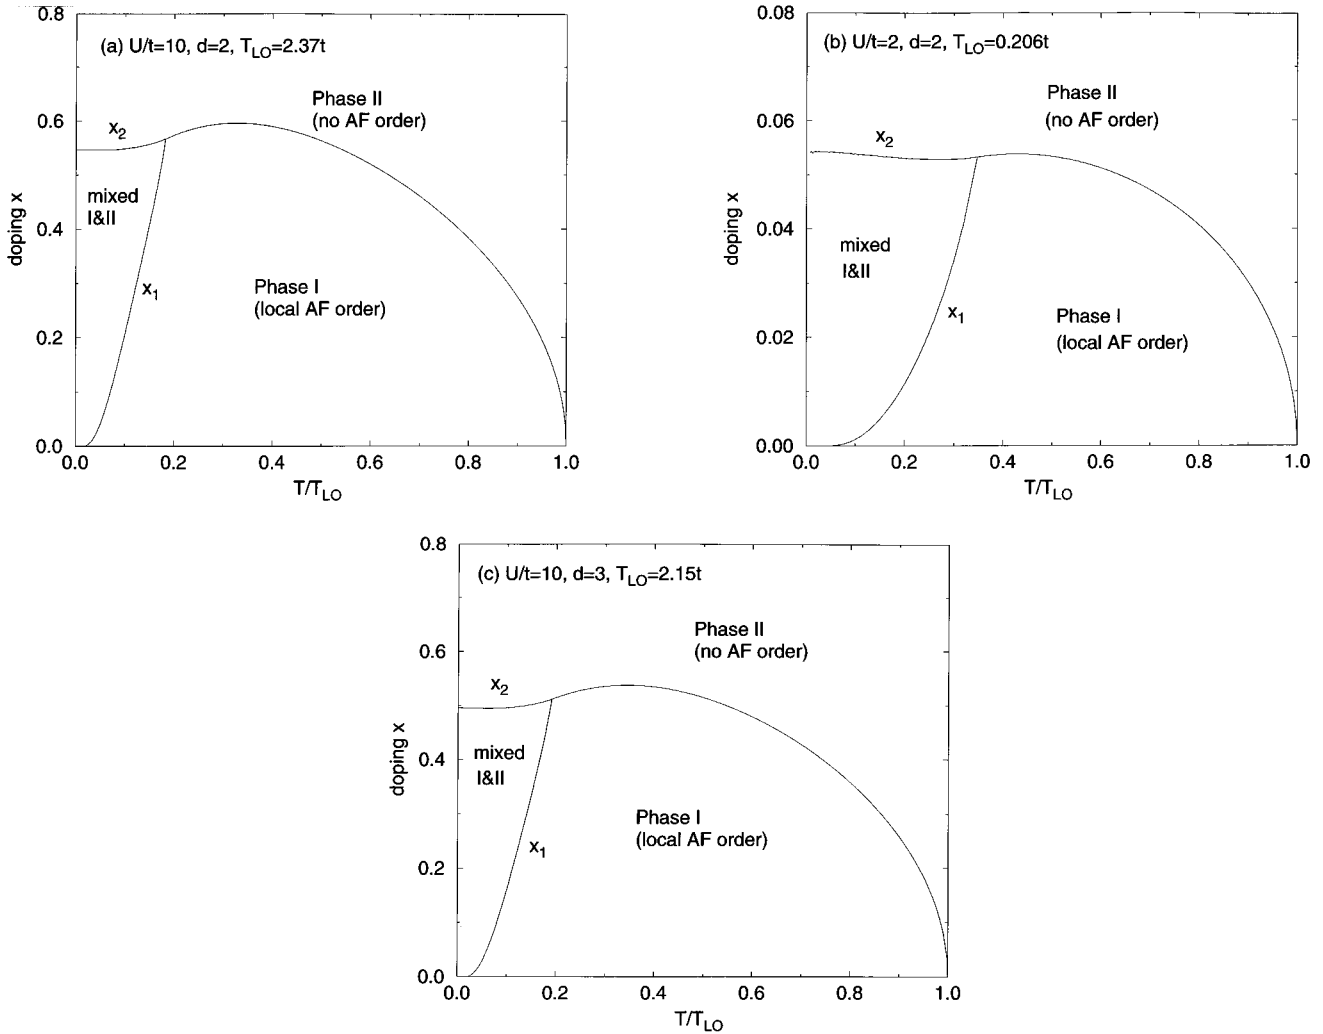 (a) U/t=10, d=2, T_LO=2.37t
0.8
0.6
0.4
0.2
0.0
doping x
x₂
mixed
I&II
x₁
Phase II
(no AF order)
Phase I
(local AF order)
0.0 0.2 0.4 0.6 0.8 1.0
T/T_LO
(b) U/t=2, d=2, T_LO=0.206t
0.08
0.06
0.04
0.02
0.00
doping x
x₂
mixed
I&II
x₁
Phase II
(no AF order)
Phase I
(local AF order)
0.0 0.2 0.4 0.6 0.8 1.0
T/T_LO
(c) U/t=10, d=3, T_LO=2.15t
0.8
0.6
0.4
0.2
0.0
doping x
x₂
mixed
I&II
x₁
Phase II
(no AF order)
Phase I
(local AF order)
0.0 0.2 0.4 0.6 0.8 1.0
T/T_LO